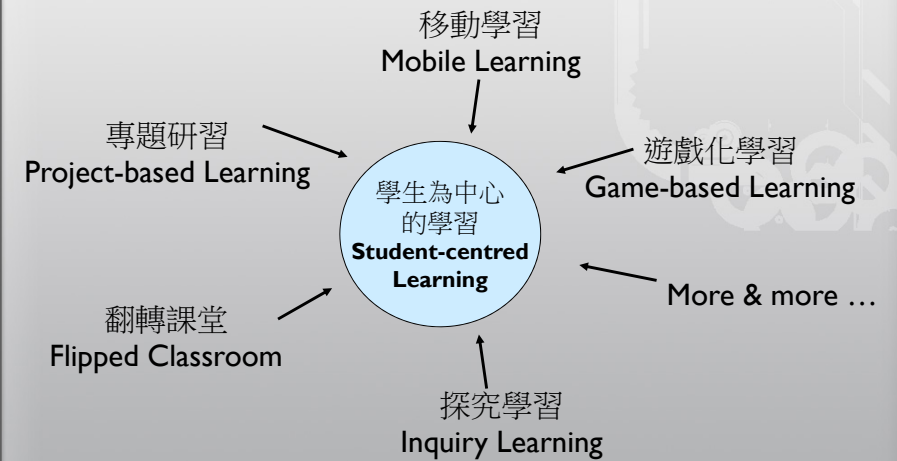 移動學習
Mobile Learning
專題研習
Project-based Learning
遊戲化學習
Game-based Learning
學生為中心
的學習
Student-centred
Learning
More & more …
翻轉課堂
Flipped Classroom
探究學習
Inquiry Learning